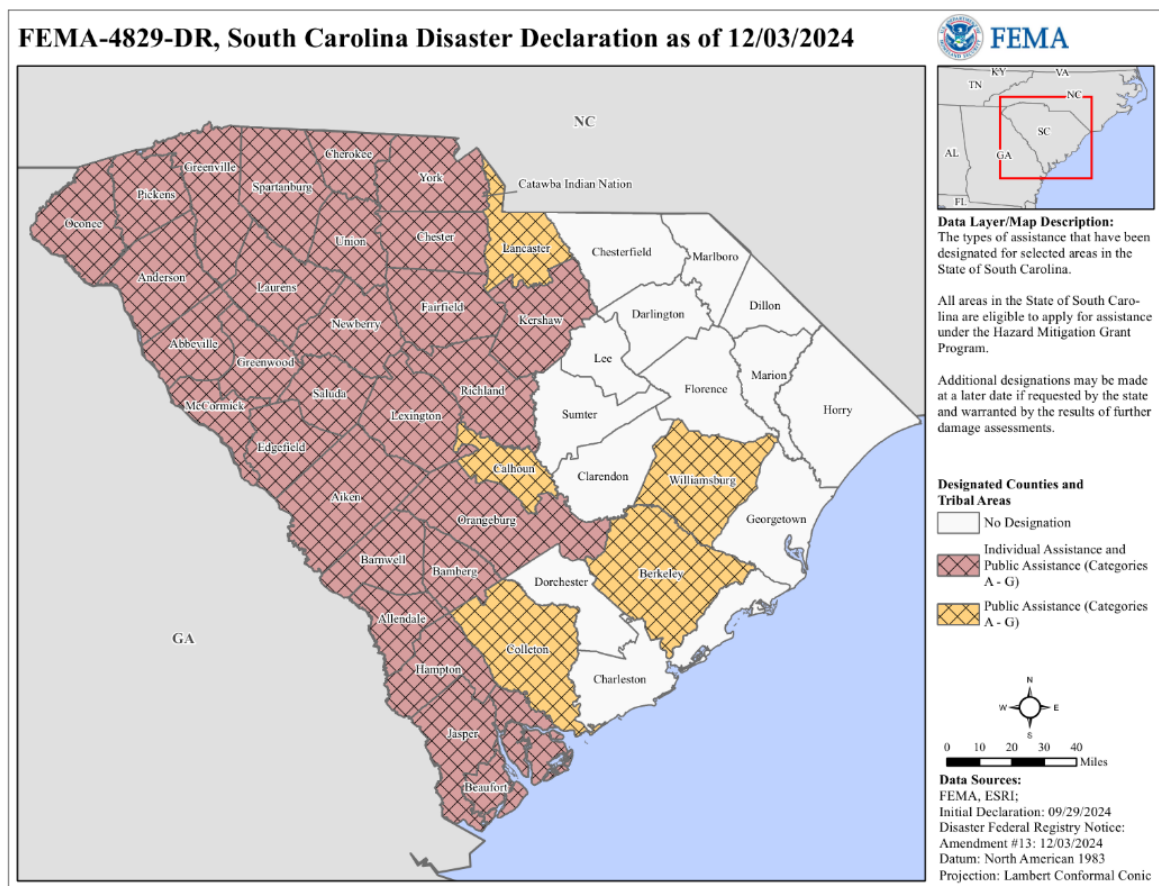 FEMA-4829-DR, South Carolina Disaster Declaration as of 12/03/2024
FEMA
KY
VA
TN
NC
SC
AL
GA
FL
NC
Cherokee
Greenville
York
Pickens
Spartanburg
Catawba Indian Nation
Oconee
Union
Chester
Lancaster
Chesterfield
Marlboro
Anderson
Laurens
Fairfield
Dillon
Newberry
Kershaw
Darlington
Abbeville
Greenwood
Lee
Marion
Saluda
Richland
Florence
McCormick
Lexington
Sumter
Horry
Edgefield
Calhoun
Clarendon
Williamsburg
Aiken
Orangeburg
Georgetown
Barnwell
Bamberg
Dorchester
Berkeley
Allendale
GA
Colleton
Hampton
Charleston
Jasper
Beaufort
Data Layer/Map Description:
The types of assistance that have been
designated for selected areas in the
State of South Carolina.
All areas in the State of South Caro-
lina are eligible to apply for assistance
under the Hazard Mitigation Grant
Program.
Additional designations may be made
at a later date if requested by the state
and warranted by the results of further
damage assessments.
Designated Counties and
Tribal Areas
No Designation
Individual Assistance and
Public Assistance (Categories
A - G)
Public Assistance (Categories
A - G)
N
W
E
S
0 10 20 30 40
Miles
Data Sources:
FEMA, ESRI;
Initial Declaration: 09/29/2024
Disaster Federal Registry Notice:
Amendment #13: 12/03/2024
Datum: North American 1983
Projection: Lambert Conformal Conic